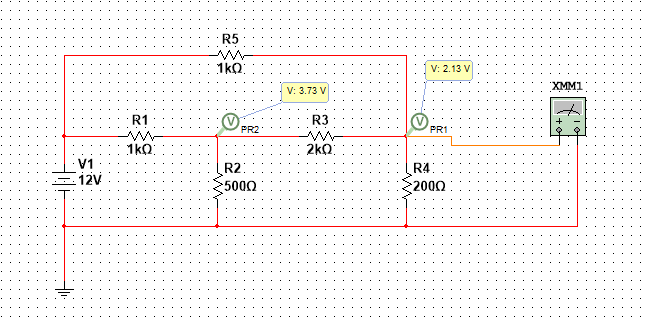 R5
1kΩ
V: 2.13 V
V: 3.73 V
XMM1
R1
1kΩ
PR2
R3
2kΩ
PR1
V1
12V
R2
500Ω
R4
200Ω
V
V
+ -